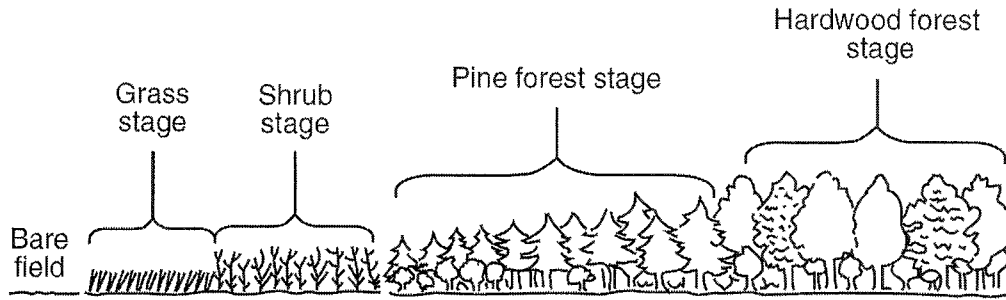 Bare
field
Grass
stage
Shrub
stage
Pine forest stage
Hardwood forest
stage